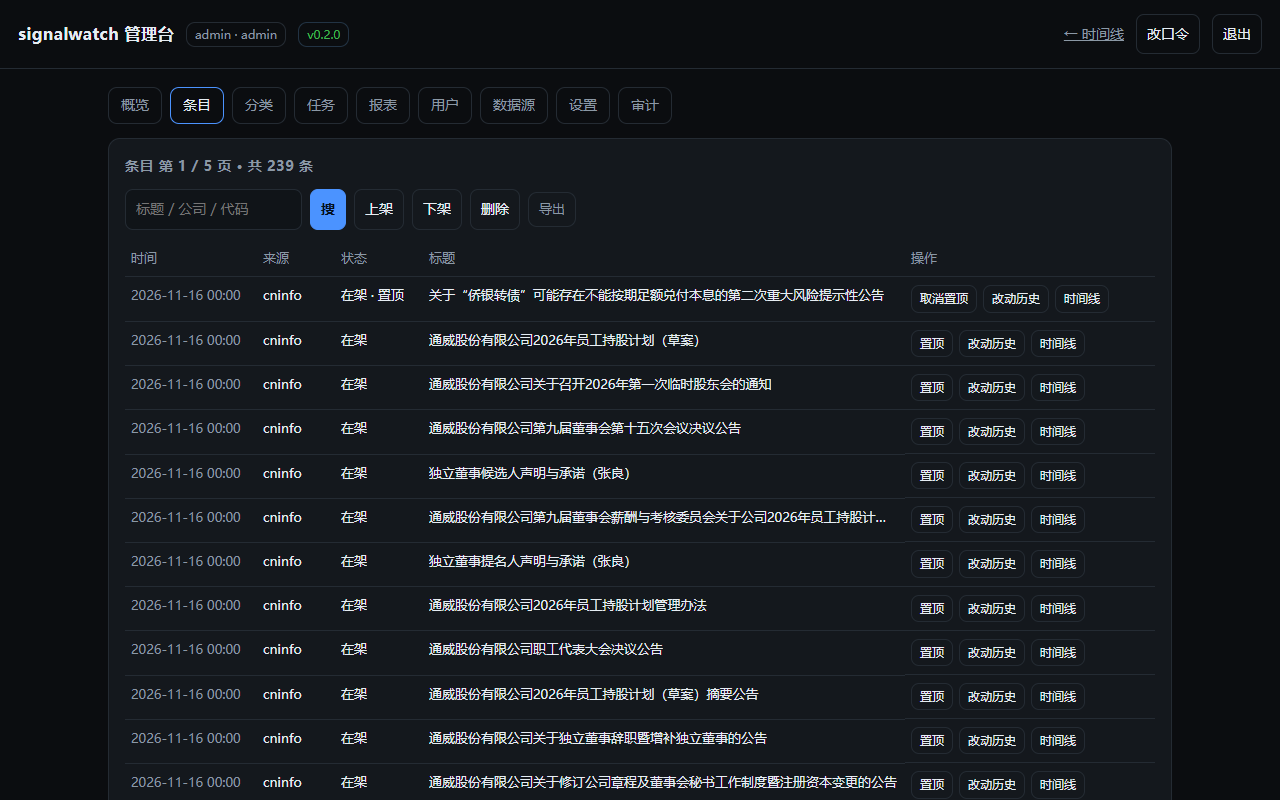 signalwatch 管理台 admin · admin v0.2.0 ← 时间线 改口令 退出
概览 条目 分类 任务 报表 用户 数据源 设置 审计
条目 第 1 / 5 页 • 共 239 条
标题 / 公司 / 代码 搜 上架 下架 删除 导出
时间 来源 状态 标题 操作
2026-11-16 00:00 cninfo 在架 · 置顶 关于“侨银转债”可能存在不能按期足额兑付本息的第二次重大风险提示性公告 取消置顶 改动历史 时间线
2026-11-16 00:00 cninfo 在架 通威股份有限公司2026年员工持股计划（草案） 置顶 改动历史 时间线
2026-11-16 00:00 cninfo 在架 通威股份有限公司关于召开2026年第一次临时股东会的通知 置顶 改动历史 时间线
2026-11-16 00:00 cninfo 在架 通威股份有限公司第九届董事会第十五次会议决议公告 置顶 改动历史 时间线
2026-11-16 00:00 cninfo 在架 独立董事候选人声明与承诺（张良） 置顶 改动历史 时间线
2026-11-16 00:00 cninfo 在架 通威股份有限公司第九届董事会薪酬与考核委员会关于公司2026年员工持股计... 置顶 改动历史 时间线
2026-11-16 00:00 cninfo 在架 独立董事提名人声明与承诺（张良） 置顶 改动历史 时间线
2026-11-16 00:00 cninfo 在架 通威股份有限公司2026年员工持股计划管理办法 置顶 改动历史 时间线
2026-11-16 00:00 cninfo 在架 通威股份有限公司职工代表大会决议公告 置顶 改动历史 时间线
2026-11-16 00:00 cninfo 在架 通威股份有限公司2026年员工持股计划（草案）摘要公告 置顶 改动历史 时间线
2026-11-16 00:00 cninfo 在架 通威股份有限公司关于独立董事辞职暨增补独立董事的公告 置顶 改动历史 时间线
2026-11-16 00:00 cninfo 在架 通威股份有限公司关于修订公司章程及董事会秘书工作制度暨注册资本变更的公告 置顶 改动历史 时间线